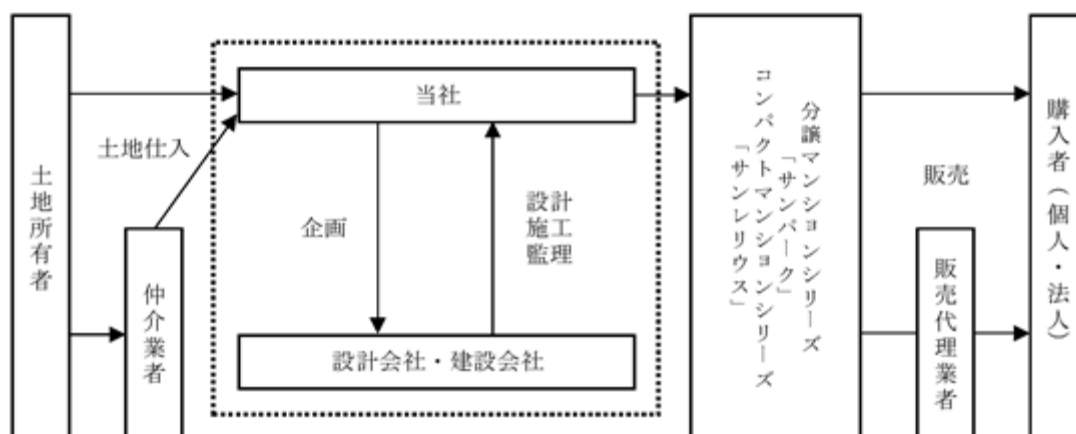 土地所有者
土地仕入
仲介業者
当社
企画
設計
施工
監理
設計会社・建設会社
分譲マンションシリーズ
「サンパーク」
コンパクトマンションシリーズ
「サンレリウス」
販売
販売代理業者
購入者（個人・法人）